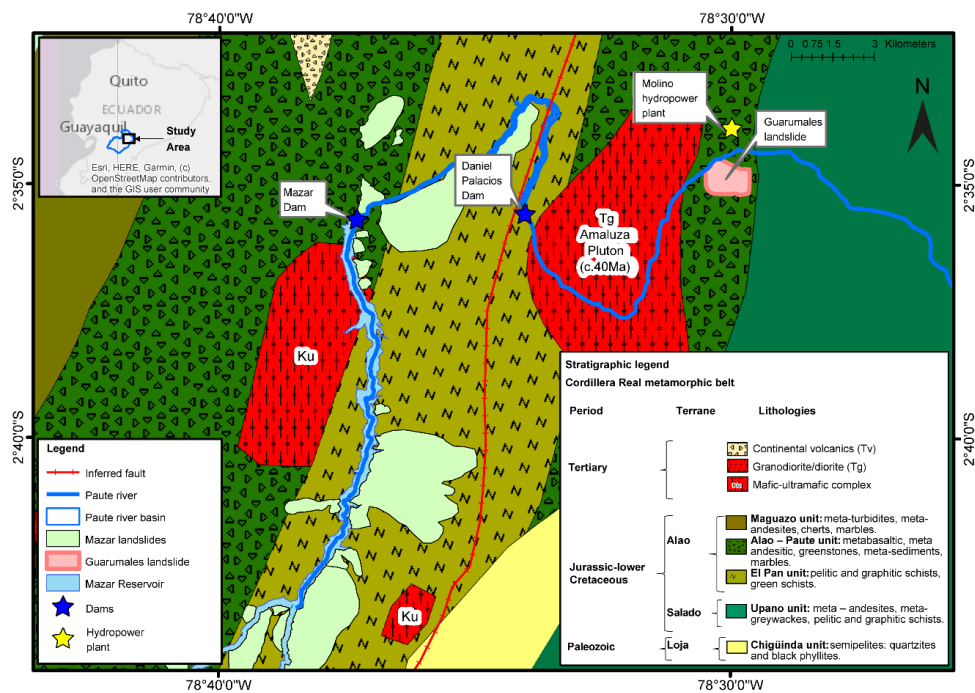 78°40'0"W
78°30'0"W
Quito
ECUADOR
Guayaquil
Study
Area
Esri, HERE, Garmin, (c)
OpenStreetMap contributors,
and the GIS user community
0 0.75 1.5 3 Kilometers
N
Molino
hydropower
plant
Guarumales
landslide
2°35'0"S
2°35'0"S
Mazar
Dam
Daniel
Palacios
Dam
Tg
Amaluza
Pluton
(c.40Ma)
Ku
Ku
2°40'0"S
2°40'0"S
Legend
Inferred fault
Paute river
Paute river basin
Mazar landslides
Guarumales landslide
Mazar Reservoir
Dams
Hydropower
plant
Stratigraphic legend
Cordillera Real metamorphic belt
Period Terrane Lithologies
Tertiary
Continental volcanics (Tv)
Granodiorite/diorite (Tg)
Ku Mafic-ultramafic complex
Jurassic-lower
Cretaceous
Alao
Maguazo unit: meta-turbidites, meta-
andesites, cherts, marbles.
Alao – Paute unit: metabasaltic, meta
andesitic, greenstones, meta-sediments,
marbles.
El Pan unit: pelitic and graphitic schists,
green schists.
Salado
Upano unit: meta – andesites, meta-
greywackes, pelitic and graphitic schists.
Paleozoic Loja
Chigüinda unit: semipelites: quartzites
and black phyllites.
78°40'0"W
78°30'0"W